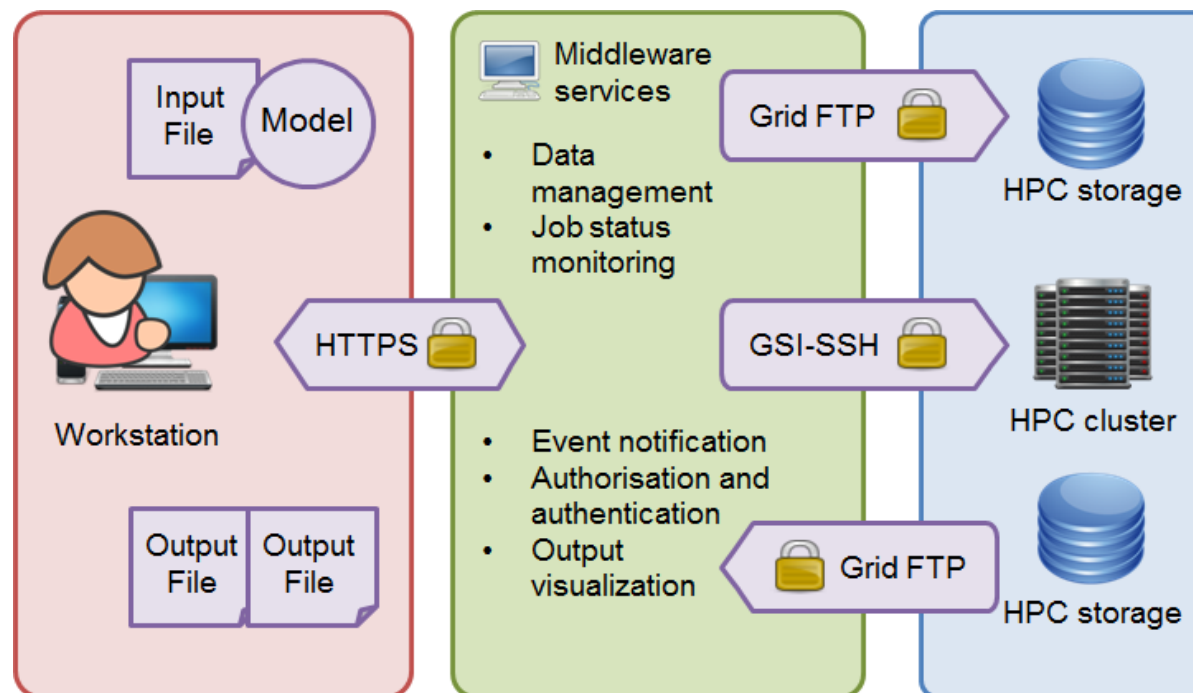 Input
File
Model
Workstation
Output
File
Output
File
HTTPS
Middleware
services
• Data
management
• Job status
monitoring
• Event notification
• Authorisation and
authentication
• Output
visualization
Grid FTP
GSI-SSH
Grid FTP
HPC storage
HPC cluster
HPC storage